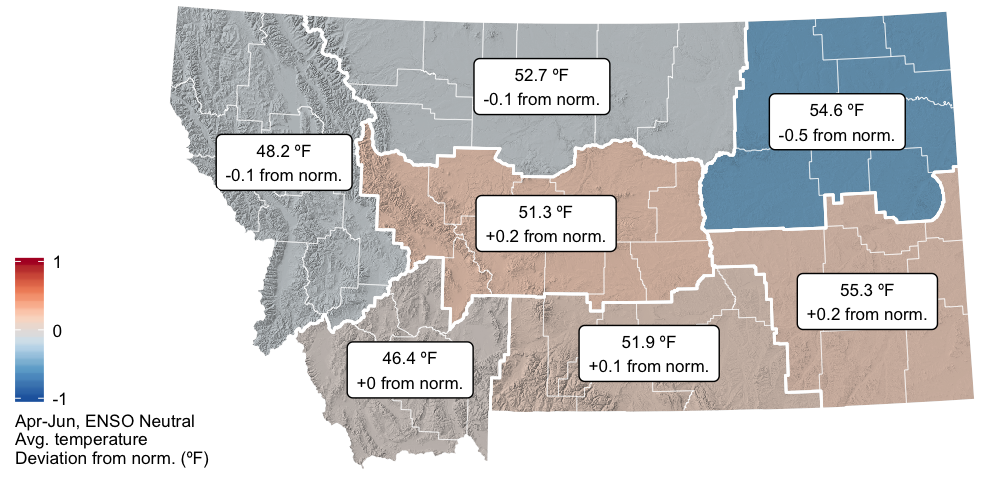 52.7 ºF
-0.1 from norm.
54.6 ºF
-0.5 from norm.
48.2 ºF
-0.1 from norm.
51.3 ºF
+0.2 from norm.
55.3 ºF
+0.2 from norm.
51.9 ºF
+0.1 from norm.
46.4 ºF
+0 from norm.
1
0
-1
Apr-Jun, ENSO Neutral
Avg. temperature
Deviation from norm. (ºF)